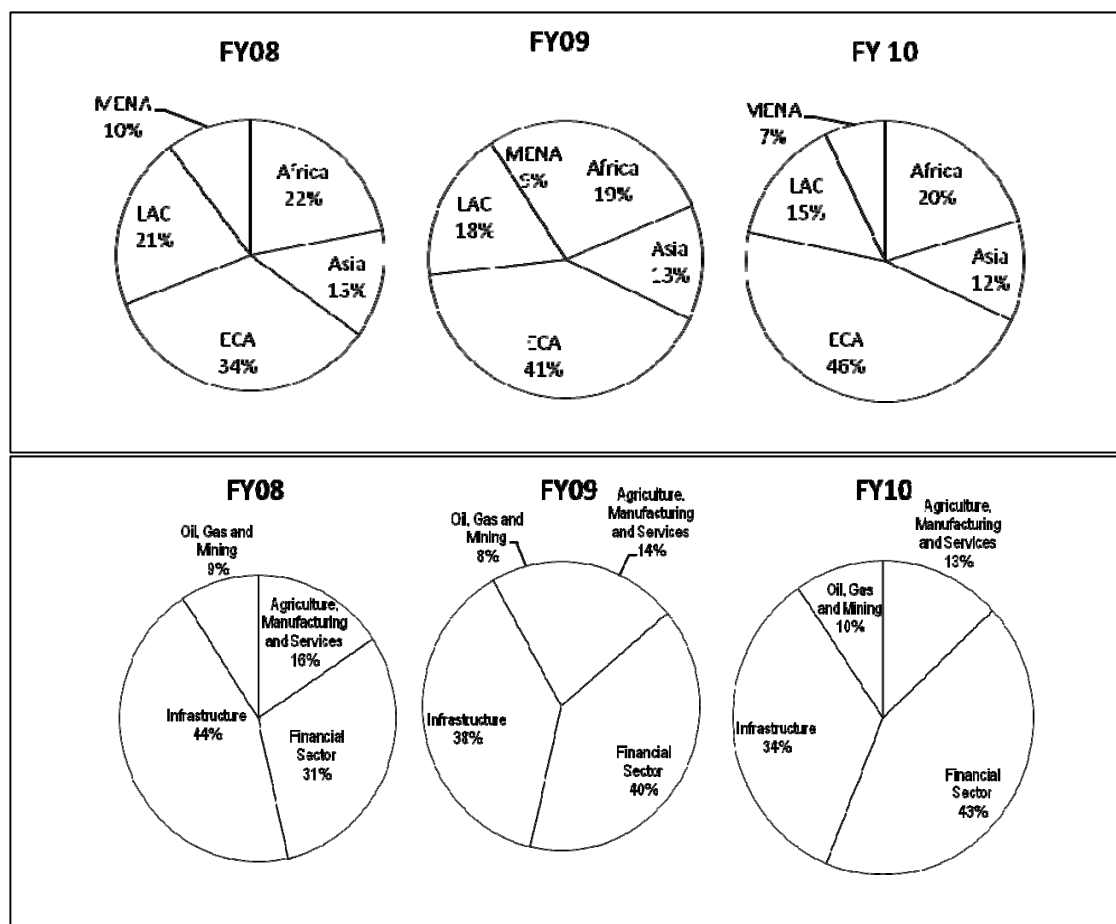 FY08
MENA
10%
Africa
22%
LAC
21%
Asia
13%
ECA
34%
FY09
MENA
9%
Africa
19%
LAC
18%
Asia
13%
ECA
41%
FY 10
MENA
7%
Africa
20%
LAC
15%
Asia
12%
ECA
46%
FY08
Oil, Gas and
Mining
9%
Agriculture,
Manufacturing
and Services
16%
Infrastructure
44%
Financial
Sector
31%
FY09
Oil, Gas and
Mining
8%
Agriculture,
Manufacturing
and Services
14%
Infrastructure
38%
Financial
Sector
40%
FY10
Agriculture,
Manufacturing
and Services
13%
Oil, Gas
and Mining
10%
Infrastructure
34%
Financial
Sector
43%